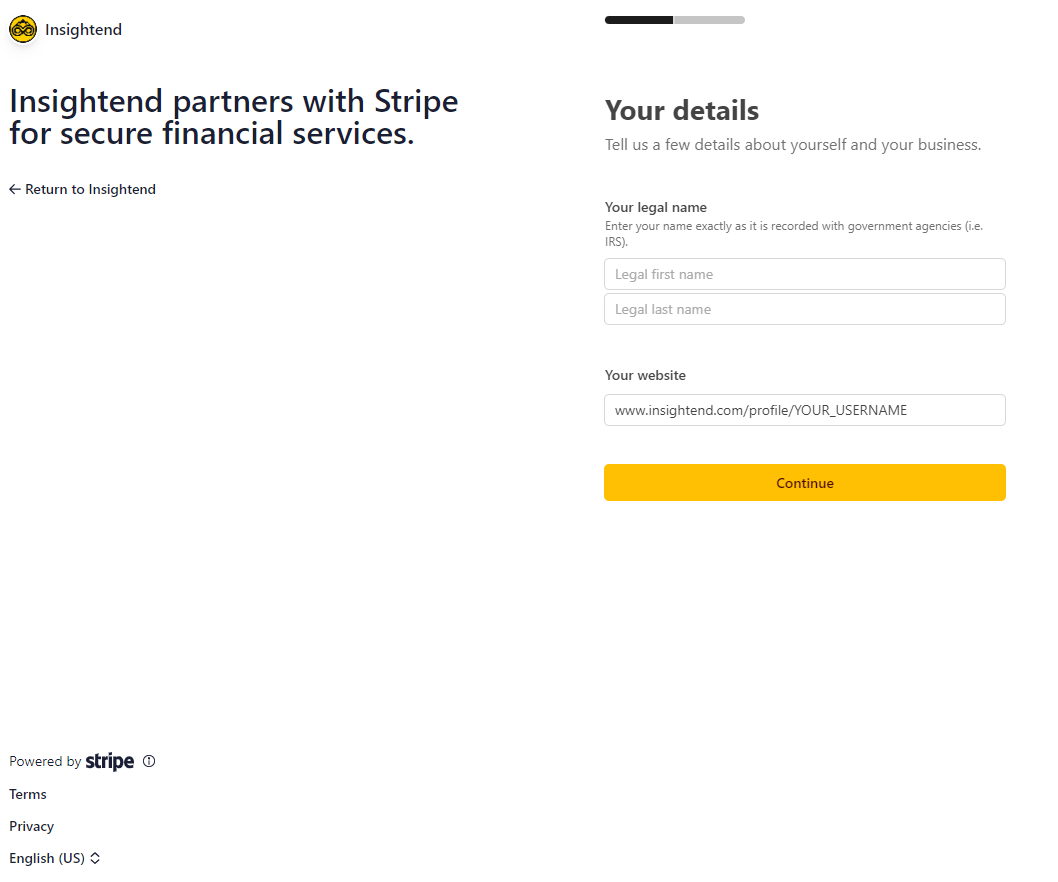 Insightend
Insightend partners with Stripe
for secure financial services.
← Return to Insightend
Your details
Tell us a few details about yourself and your business.
Your legal name
Enter your name exactly as it is recorded with government agencies (i.e.
IRS).
Legal first name
Legal last name
Your website
www.insightend.com/profile/YOUR_USERNAME
Continue
Powered by stripe
Terms
Privacy
English (US)